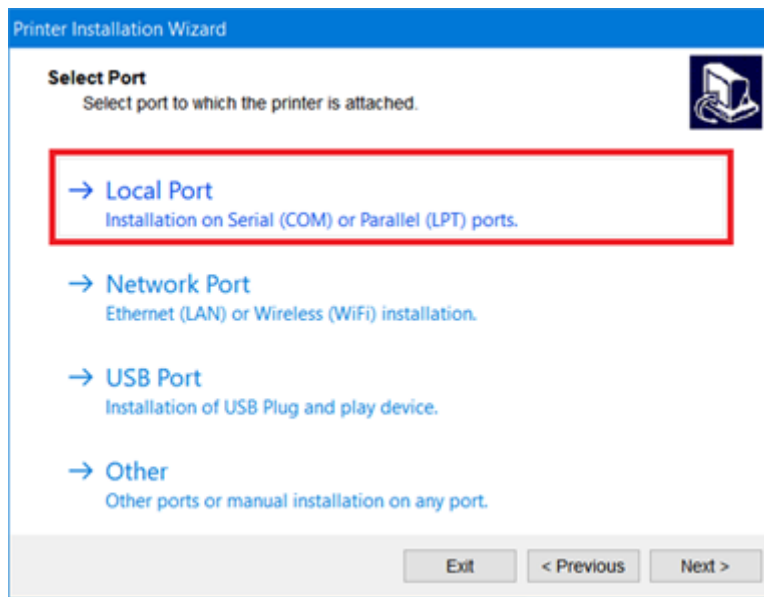 Printer Installation Wizard
Select Port
Select port to which the printer is attached.
→ Local Port
Installation on Serial (COM) or Parallel (LPT) ports.
→ Network Port
Ethernet (LAN) or Wireless (WiFi) installation.
→ USB Port
Installation of USB Plug and play device.
→ Other
Other ports or manual installation on any port.
Exit < Previous Next >